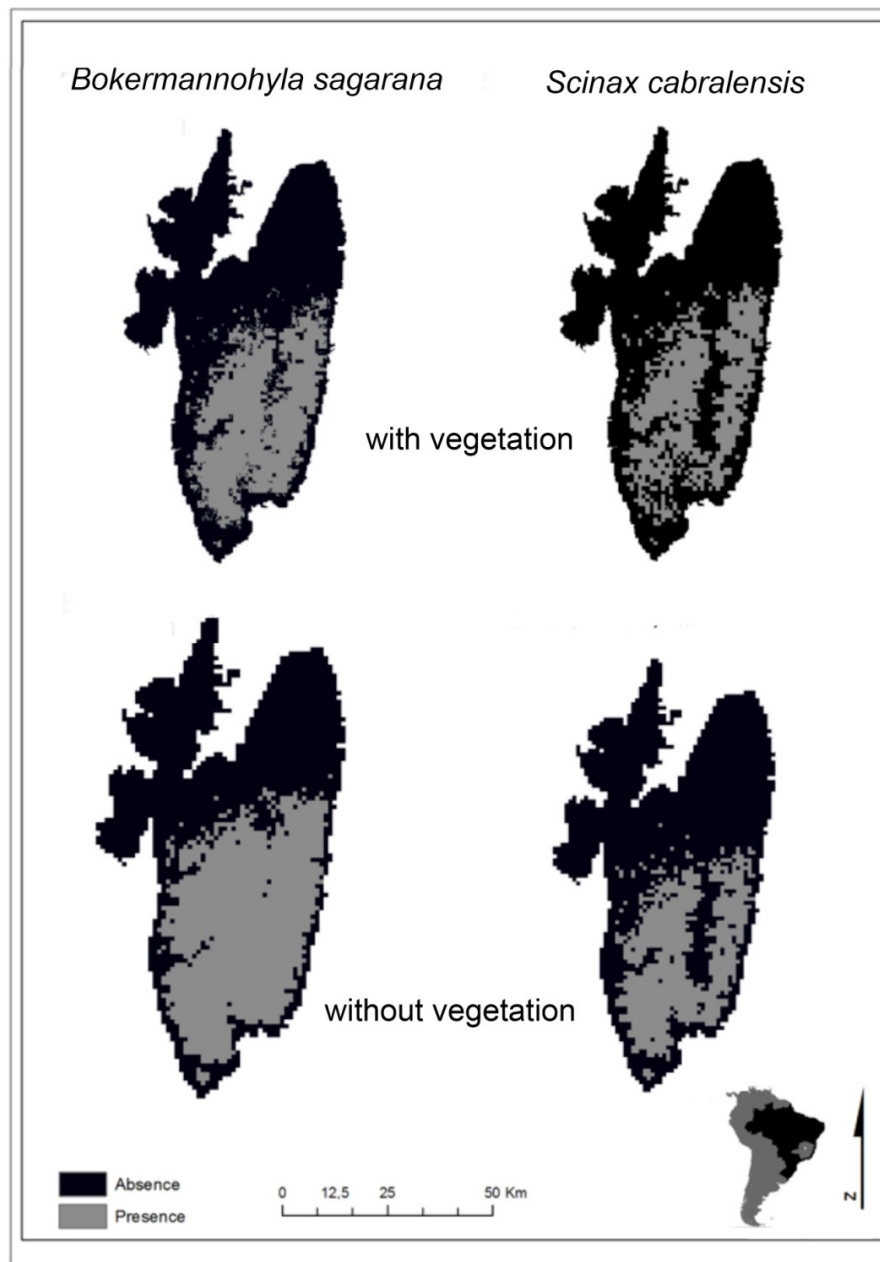 Bokermannohyla sagarana
Scinax cabralensis
with vegetation
without vegetation
Absence
Presence
0 12,5 25 50 Km
N